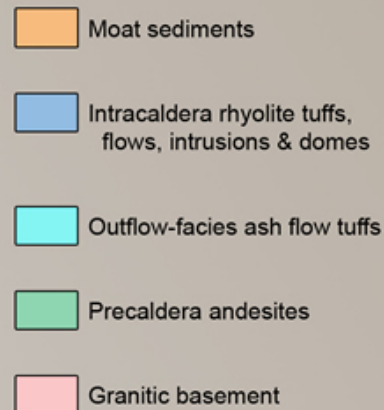 Moat sediments
Intracaldera rhyolite tuffs,
flows, intrusions & domes
Outflow-facies ash flow tuffs
Precaldera andesites
Granitic basement